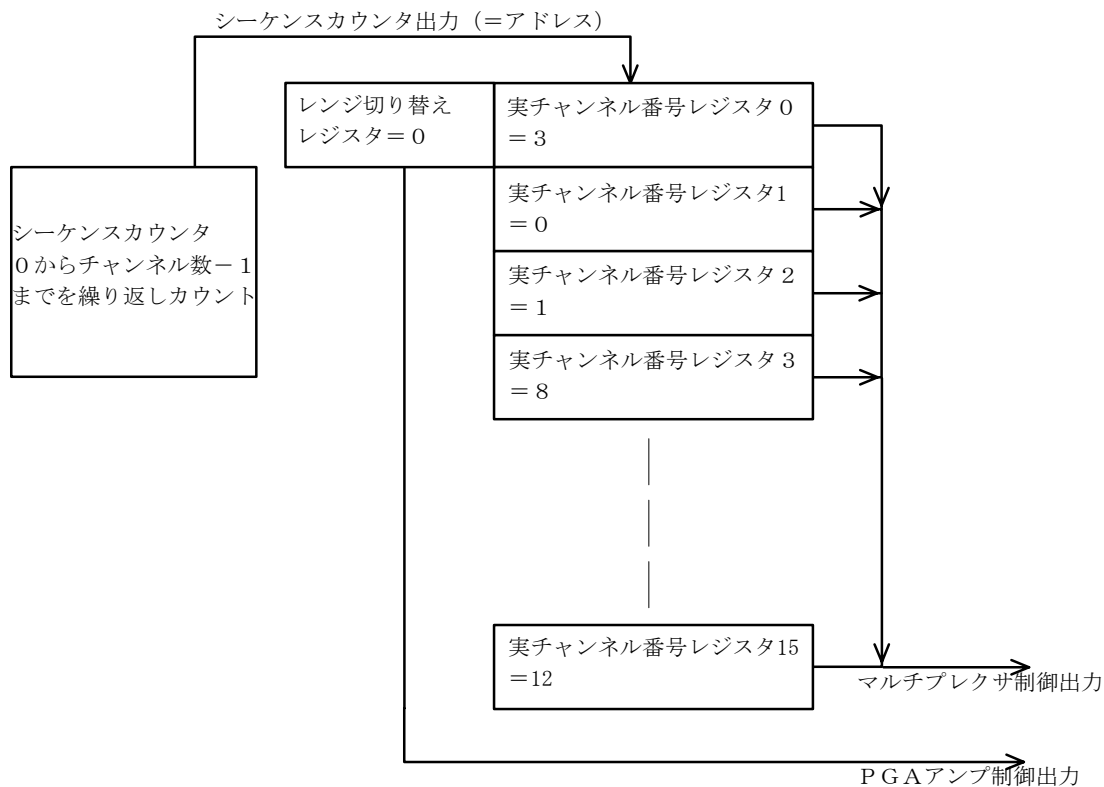 シーケンスカウンタ出力（＝アドレス）
レンジ切り替え
レジスタ＝０
実チャンネル番号レジスタ０
＝３
実チャンネル番号レジスタ1
＝０
シーケンスカウンタ
０からチャンネル数－１
までを繰り返しカウント
実チャンネル番号レジスタ２
＝１
実チャンネル番号レジスタ３
＝８
実チャンネル番号レジスタ15
＝12
マルチプレクサ制御出力
ＰＧＡアンプ制御出力